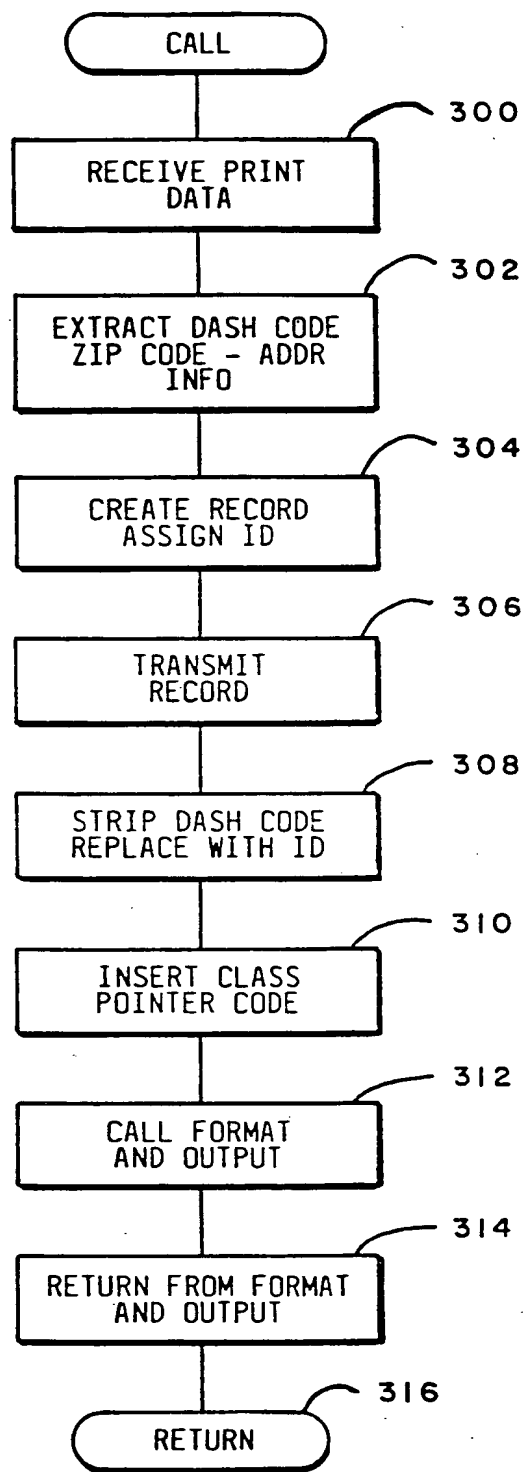 CALL
300
RECEIVE PRINT
DATA
302
EXTRACT DASH CODE
ZIP CODE - ADDR
INFO
304
CREATE RECORD
ASSIGN ID
306
TRANSMIT
RECORD
308
STRIP DASH CODE
REPLACE WITH ID
310
INSERT CLASS
POINTER CODE
312
CALL FORMAT
AND OUTPUT
314
RETURN FROM FORMAT
AND OUTPUT
316
RETURN